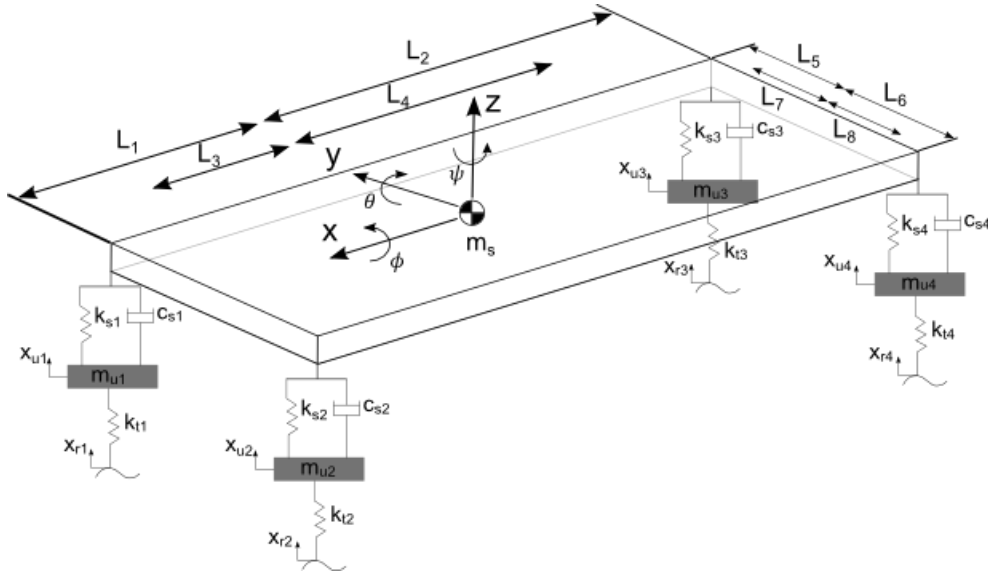 L₂
L₅
L₁
L₄
L₆
L₇
L₃
z
L₈
kₛ₃
cₛ₃
y
ψ
xᵤ₃
mᵤ₃
θ
x
mₛ
kₛ₄
cₛ₄
ϕ
kₜ₃
xᵣ₃
xᵤ₄
mᵤ₄
kₛ₁
cₛ₁
kₜ₄
xᵤ₁
mᵤ₁
xᵣ₄
kₛ₂
cₛ₂
kₜ₁
xᵣ₁
xᵤ₂
mᵤ₂
kₜ₂
xᵣ₂